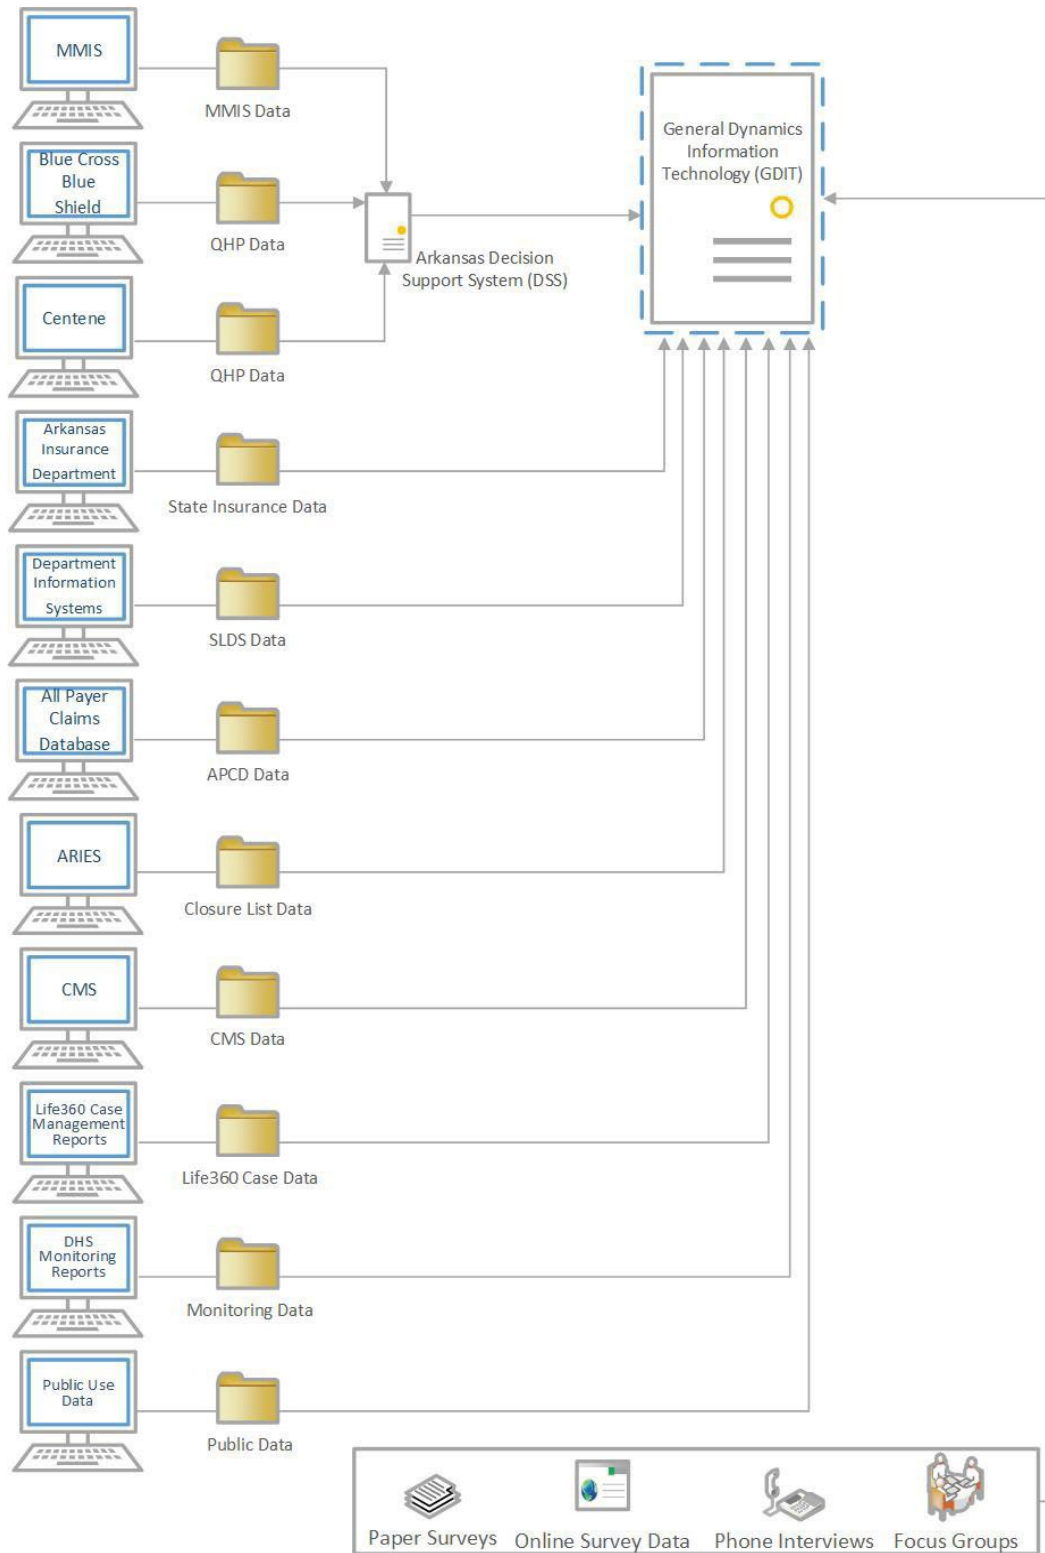 MMIS
MMIS Data
Blue Cross
Blue
Shield
QHP Data
Centene
QHP Data
Arkansas Decision
Support System (DSS)
General Dynamics
Information
Technology (GDIT)
Arkansas
Insurance
Department
State Insurance Data
Department
Information
Systems
SLDS Data
All Payer
Claims
Database
APCD Data
ARIES
Closure List Data
CMS
CMS Data
Life360 Case
Management
Reports
Life360 Case Data
DHS
Monitoring
Reports
Monitoring Data
Public Use
Data
Public Data
Paper Surveys
Online Survey Data
Phone Interviews
Focus Groups